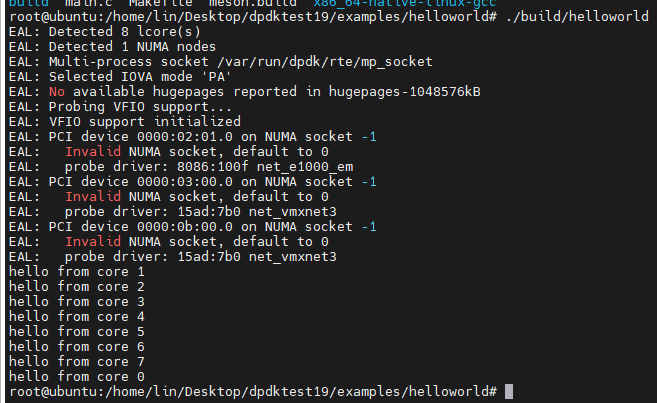 build main.c Makefile meson.build x86_64-native-linux-gcc
root@ubuntu:/home/lin/Desktop/dpdktest19/examples/helloworld# ./build/helloworld
EAL: Detected 8 lcore(s)
EAL: Detected 1 NUMA nodes
EAL: Multi-process socket /var/run/dpdk/rte/mp_socket
EAL: Selected IOVA mode 'PA'
EAL: No available hugepages reported in hugepages-1048576kB
EAL: Probing VFIO support...
EAL: VFIO support initialized
EAL: PCI device 0000:02:01.0 on NUMA socket -1
EAL:   Invalid NUMA socket, default to 0
EAL:   probe driver: 8086:100f net_e1000_em
EAL: PCI device 0000:03:00.0 on NUMA socket -1
EAL:   Invalid NUMA socket, default to 0
EAL:   probe driver: 15ad:7b0 net_vmxnet3
EAL: PCI device 0000:0b:00.0 on NUMA socket -1
EAL:   Invalid NUMA socket, default to 0
EAL:   probe driver: 15ad:7b0 net_vmxnet3
hello from core 1
hello from core 2
hello from core 3
hello from core 4
hello from core 5
hello from core 6
hello from core 7
hello from core 0
root@ubuntu:/home/lin/Desktop/dpdktest19/examples/helloworld#